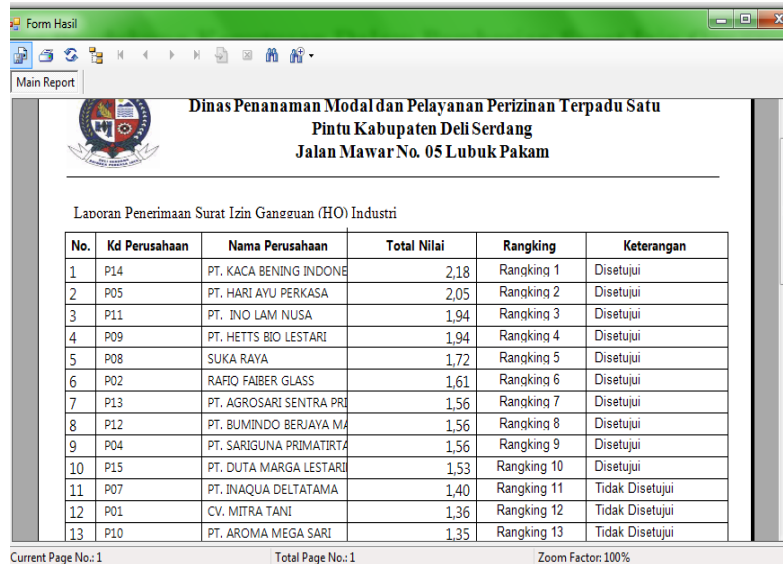 Form Hasil
Main Report
Dinas Penanaman Modal dan Pelayanan Perizinan Terpadu Satu
Pintu Kabupaten Deli Serdang
Jalan Mawar No. 05 Lubuk Pakam
Laporan Penerimaan Surat Izin Gangguan (HO) Industri
No. Kd Perusahaan Nama Perusahaan Total Nilai Rangking Keterangan
1 P14 PT. KACA BENING INDONE 2,18 Rangking 1 Disetujui
2 P05 PT. HARI AYU PERKASA 2,05 Rangking 2 Disetujui
3 P11 PT. INO LAM NUSA 1,94 Rangking 3 Disetujui
4 P09 PT. HETTS BIO LESTARI 1,94 Rangking 4 Disetujui
5 P08 SUKA RAYA 1,72 Rangking 5 Disetujui
6 P02 RAFIQ FAIBER GLASS 1,61 Rangking 6 Disetujui
7 P13 PT. AGROSARI SENTRA PRI 1,56 Rangking 7 Disetujui
8 P12 PT. BUMINDO BERJAYA MA 1,56 Rangking 8 Disetujui
9 P04 PT. SARIGUNA PRIMATIRTA 1,56 Rangking 9 Disetujui
10 P15 PT. DUTA MARGA LESTARI 1,53 Rangking 10 Disetujui
11 P07 PT. INAQUA DELTATAMA 1,40 Rangking 11 Tidak Disetujui
12 P01 CV. MITRA TANI 1,36 Rangking 12 Tidak Disetujui
13 P10 PT. AROMA MEGA SARI 1,35 Rangking 13 Tidak Disetujui
Current Page No.: 1 Total Page No.: 1 Zoom Factor: 100%